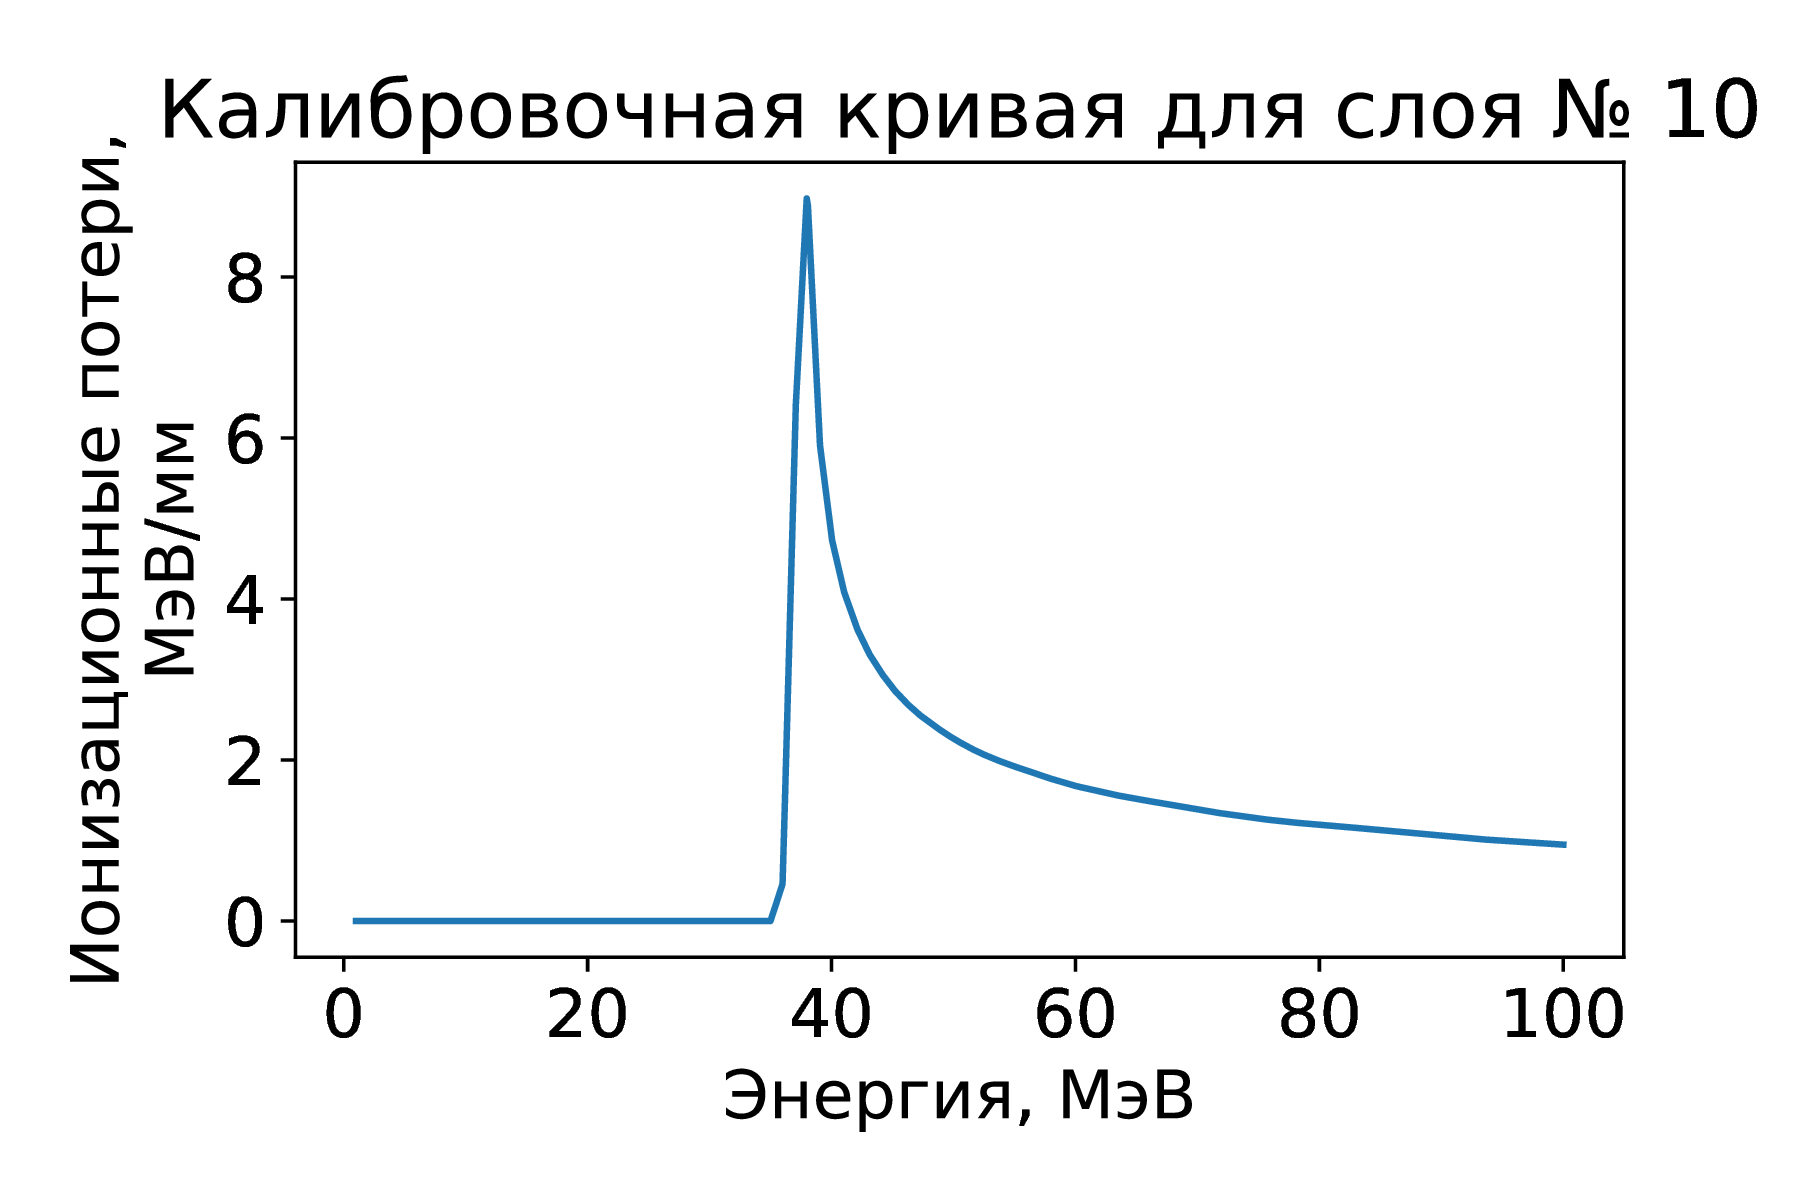 Калибровочная кривая для слоя № 10
Ионизационные потери,
МэВ/мм
8
6
4
2
0
0 20 40 60 80 100
Энергия, МэВ